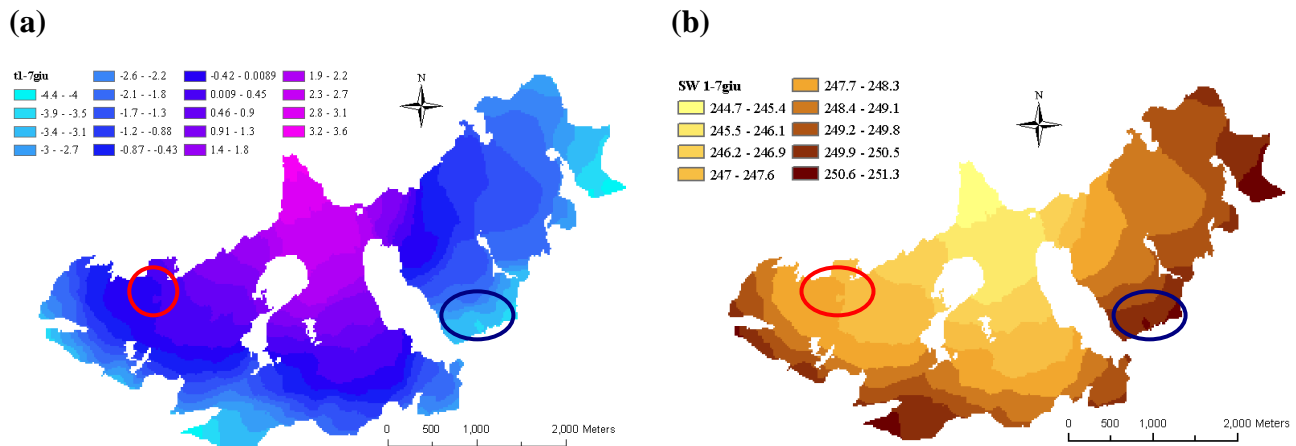 (a)
(b)
t1-7giu
-4.4 - -4
-3.9 - -3.5
-3.4 - -3.1
-3 - -2.7
-2.6 - -2.2
-2.1 - -1.8
-1.7 - -1.3
-1.2 - -0.88
-0.87 - -0.43
-0.42 - 0.0089
0.009 - 0.45
0.46 - 0.9
0.91 - 1.3
1.4 - 1.8
1.9 - 2.2
2.3 - 2.7
2.8 - 3.1
3.2 - 3.6
N
0 500 1,000 2,000 Meters
SW 1-7giu
244.7 - 245.4
245.5 - 246.1
246.2 - 246.9
247 - 247.6
247.7 - 248.3
248.4 - 249.1
249.2 - 249.8
249.9 - 250.5
250.6 - 251.3
N
0 500 1,000 2,000 Meters